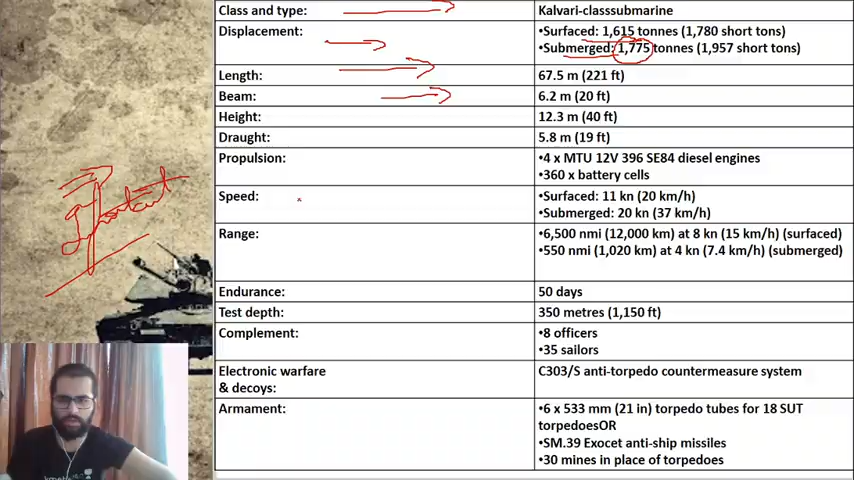 Class and type: Kalvari-classsubmarine
Displacement: •Surfaced: 1,615 tonnes (1,780 short tons)
•Submerged: 1,775 tonnes (1,957 short tons)
Length: 67.5 m (221 ft)
Beam: 6.2 m (20 ft)
Height: 12.3 m (40 ft)
Draught: 5.8 m (19 ft)
Propulsion: •4 x MTU 12V 396 SE84 diesel engines
•360 x battery cells
Speed: •Surfaced: 11 kn (20 km/h)
•Submerged: 20 kn (37 km/h)
Range: •6,500 nmi (12,000 km) at 8 kn (15 km/h) (surfaced)
•550 nmi (1,020 km) at 4 kn (7.4 km/h) (submerged)
Endurance: 50 days
Test depth: 350 metres (1,150 ft)
Complement: •8 officers
•35 sailors
Electronic warfare C303/S anti-torpedo countermeasure system
& decoys:
Armament: •6 x 533 mm (21 in) torpedo tubes for 18 SUT
torpedoesOR
•SM.39 Exocet anti-ship missiles
•30 mines in place of torpedoes